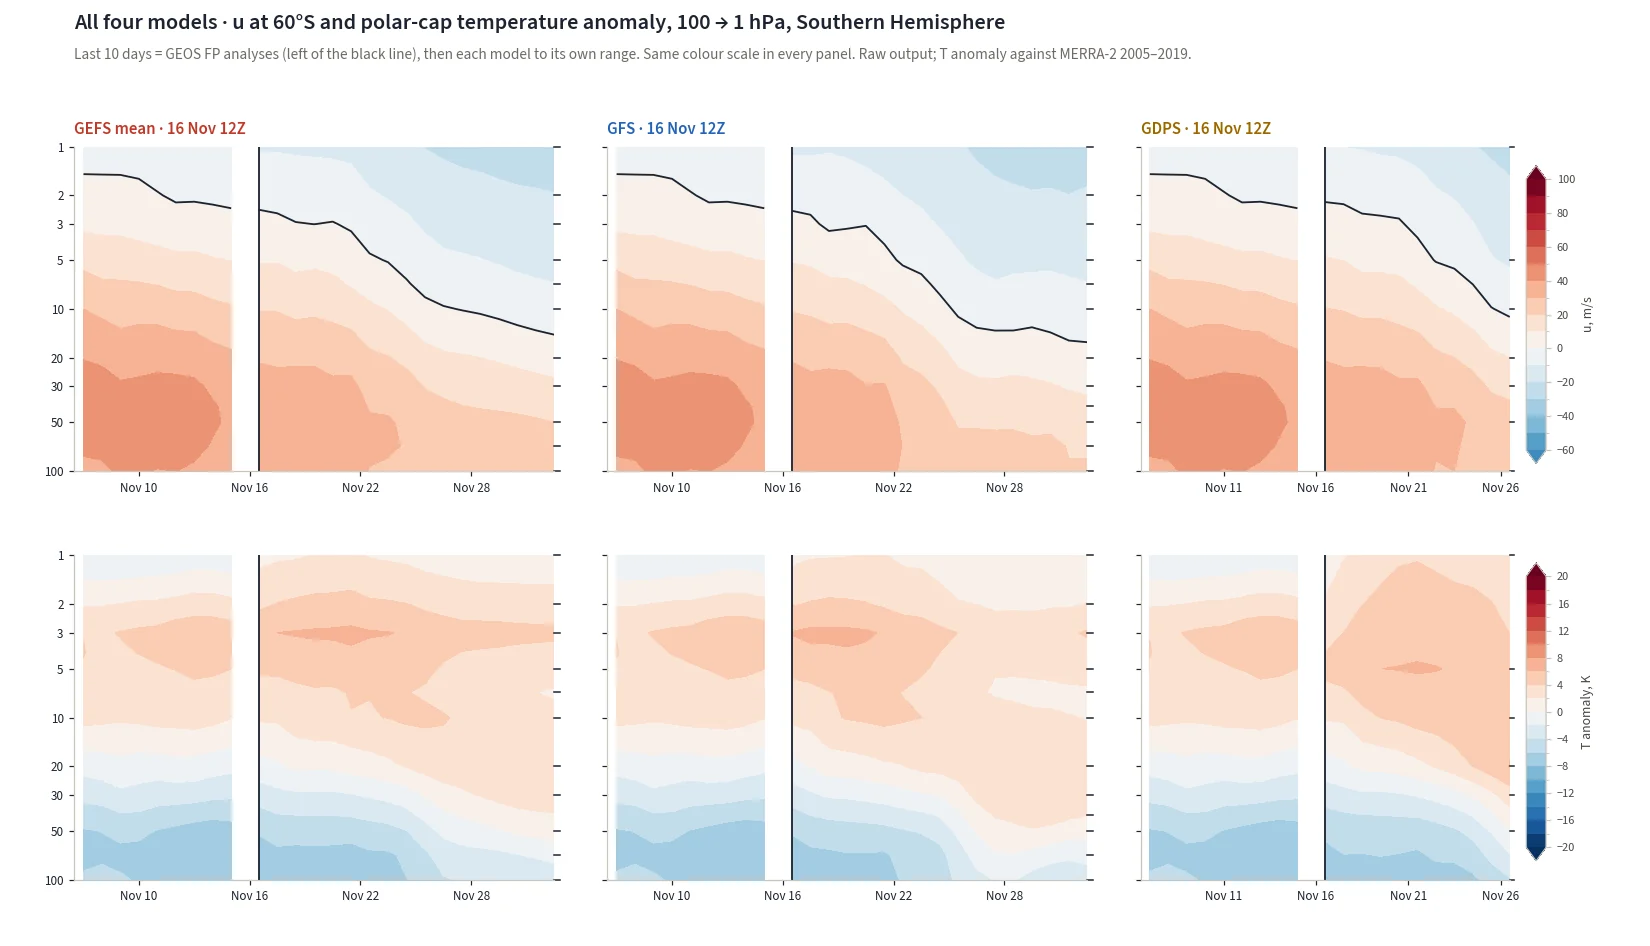 All four models · u at 60°S and polar-cap temperature anomaly, 100 → 1 hPa, Southern Hemisphere
Last 10 days = GEOS FP analyses (left of the black line), then each model to its own range. Same colour scale in every panel. Raw output; T anomaly against MERRA-2 2005–2019.
GEFS mean · 16 Nov 12Z
GFS · 16 Nov 12Z
GDPS · 16 Nov 12Z
1
2
3
5
10
20
30
50
100
Nov 10
Nov 16
Nov 22
Nov 28
Nov 10
Nov 16
Nov 22
Nov 28
Nov 11
Nov 16
Nov 21
Nov 26
100
80
60
40
20
0
−20
−40
−60
u, m/s
1
2
3
5
10
20
30
50
100
Nov 10
Nov 16
Nov 22
Nov 28
Nov 10
Nov 16
Nov 22
Nov 28
Nov 11
Nov 16
Nov 21
Nov 26
20
16
12
8
4
0
−4
−8
−12
−16
−20
T anomaly, K